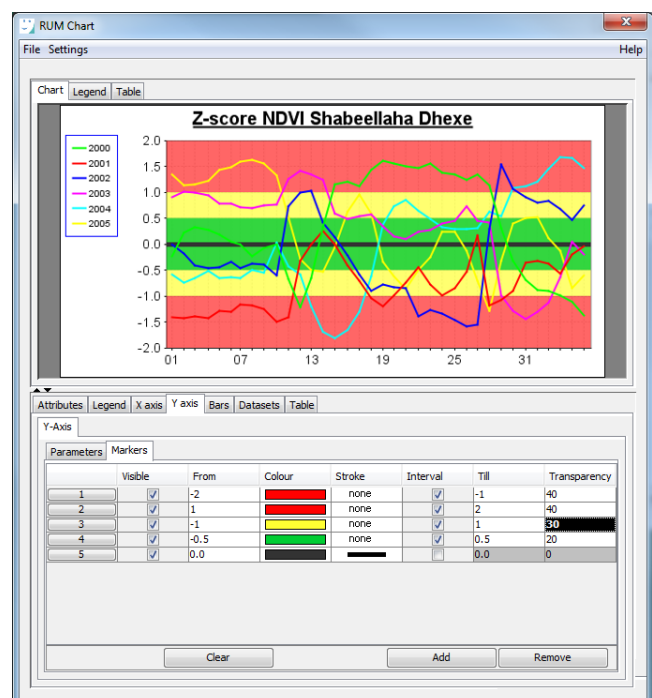 RUM Chart
File Settings Help
Chart Legend Table
Z-score NDVI Shabeellaha Dhexe
2000
2001
2002
2003
2004
2005
2.0
1.5
1.0
0.5
0.0
-0.5
-1.0
-1.5
-2.0
01 07 13 19 25 31
Attributes Legend X axis Y axis Bars Datasets Table
Y-Axis
Parameters Markers
Visible From Colour Stroke Interval Till Transparency
1 -2 none -1 40
2 1 none 2 40
3 -1 none 1 30
4 -0.5 none 0.5 20
5 0.0 0.0 0
Clear Add Remove